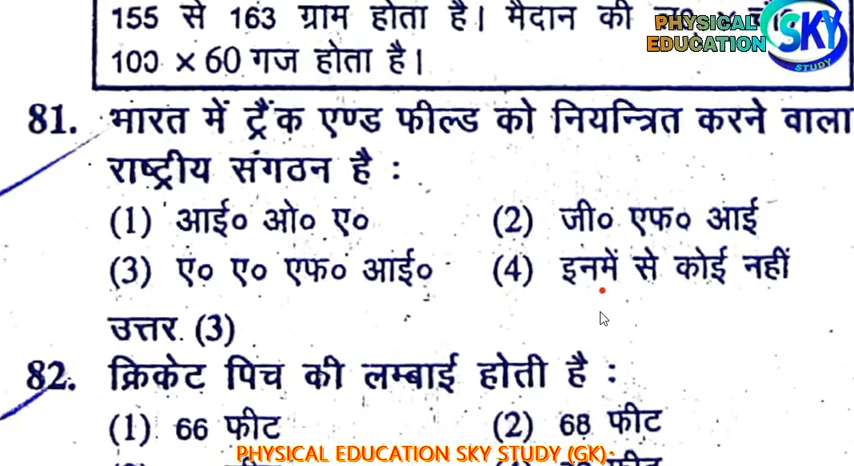 155 से 163 ग्राम होता है। मैदान की
PHYSICAL
EDUCATION
SKY
STUDY
100 × 60 गज होता है।
81. भारत में ट्रैक एण्ड फील्ड को नियन्त्रित करने वाला
राष्ट्रीय संगठन है :
(1) आई० ओ० ए० (2) जी० एफ० आई
(3) ए० ए० एफ० आई० (4) इनमें से कोई नहीं
उत्तर (3)
82. क्रिकेट पिच की लम्बाई होती है :
(1) 66 फीट (2) 68 फीट
PHYSICAL EDUCATION SKY STUDY (GK)